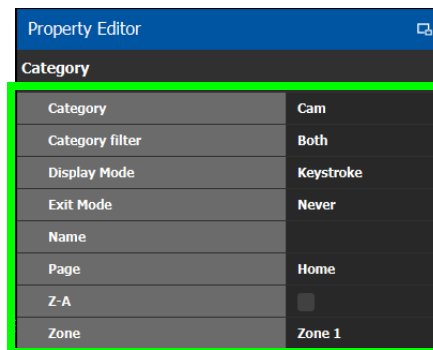 Property Editor
Category
Category Cam
Category filter Both
Display Mode Keystroke
Exit Mode Never
Name
Page Home
Z-A
Zone Zone 1